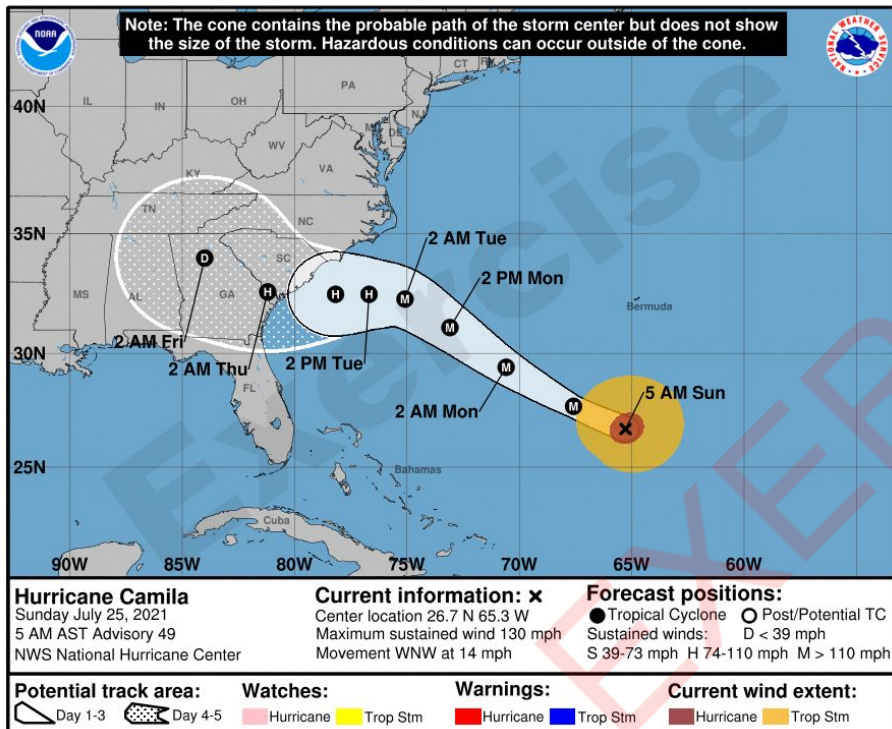 Note: The cone contains the probable path of the storm center but does not show
the size of the storm. Hazardous conditions can occur outside of the cone.
NOAA
NATIONAL WEATHER SERVICE
CT
PA
40N
IL
IN
OH
NJ
MD
DE
WV
KY
VA
35N
TN
NC
2 AM Tue
SC
2 PM Mon
D
H
H
H
M
MS
AL
GA
Bermuda
M
2 AM Fri
30N
2 AM Thu
2 PM Tue
M
5 AM Sun
FL
2 AM Mon
M
25N
Bahamas
Cuba
90W 85W 80W 75W 70W 65W 60W
Exercise
EXER
Hurricane Camila
Sunday July 25, 2021
5 AM AST Advisory 49
NWS National Hurricane Center
Current information: ×
Center location 26.7 N 65.3 W
Maximum sustained wind 130 mph
Movement WNW at 14 mph
Forecast positions:
Tropical Cyclone Post/Potential TC
Sustained winds: D < 39 mph
S 39-73 mph H 74-110 mph M > 110 mph
Potential track area:
Day 1-3 Day 4-5
Watches:
Hurricane Trop Stm
Warnings:
Hurricane Trop Stm
Current wind extent:
Hurricane Trop Stm